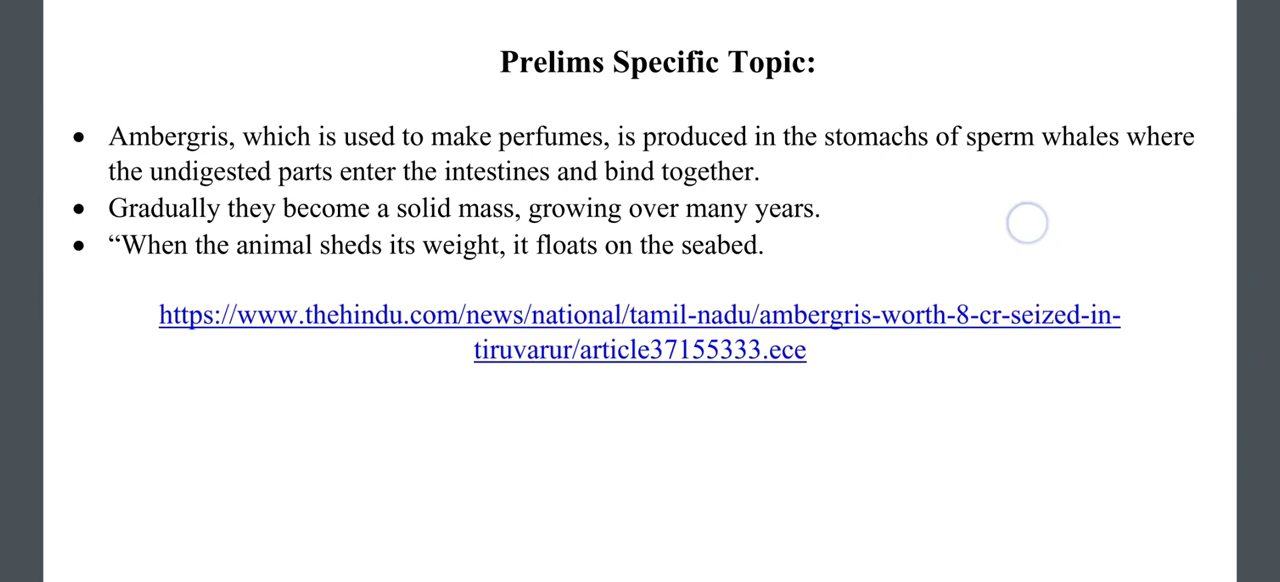 Prelims Specific Topic:
• Ambergris, which is used to make perfumes, is produced in the stomachs of sperm whales where
the undigested parts enter the intestines and bind together.
• Gradually they become a solid mass, growing over many years.
• “When the animal sheds its weight, it floats on the seabed.
https://www.thehindu.com/news/national/tamil-nadu/ambergris-worth-8-cr-seized-in-
tiruvarur/article37155333.ece